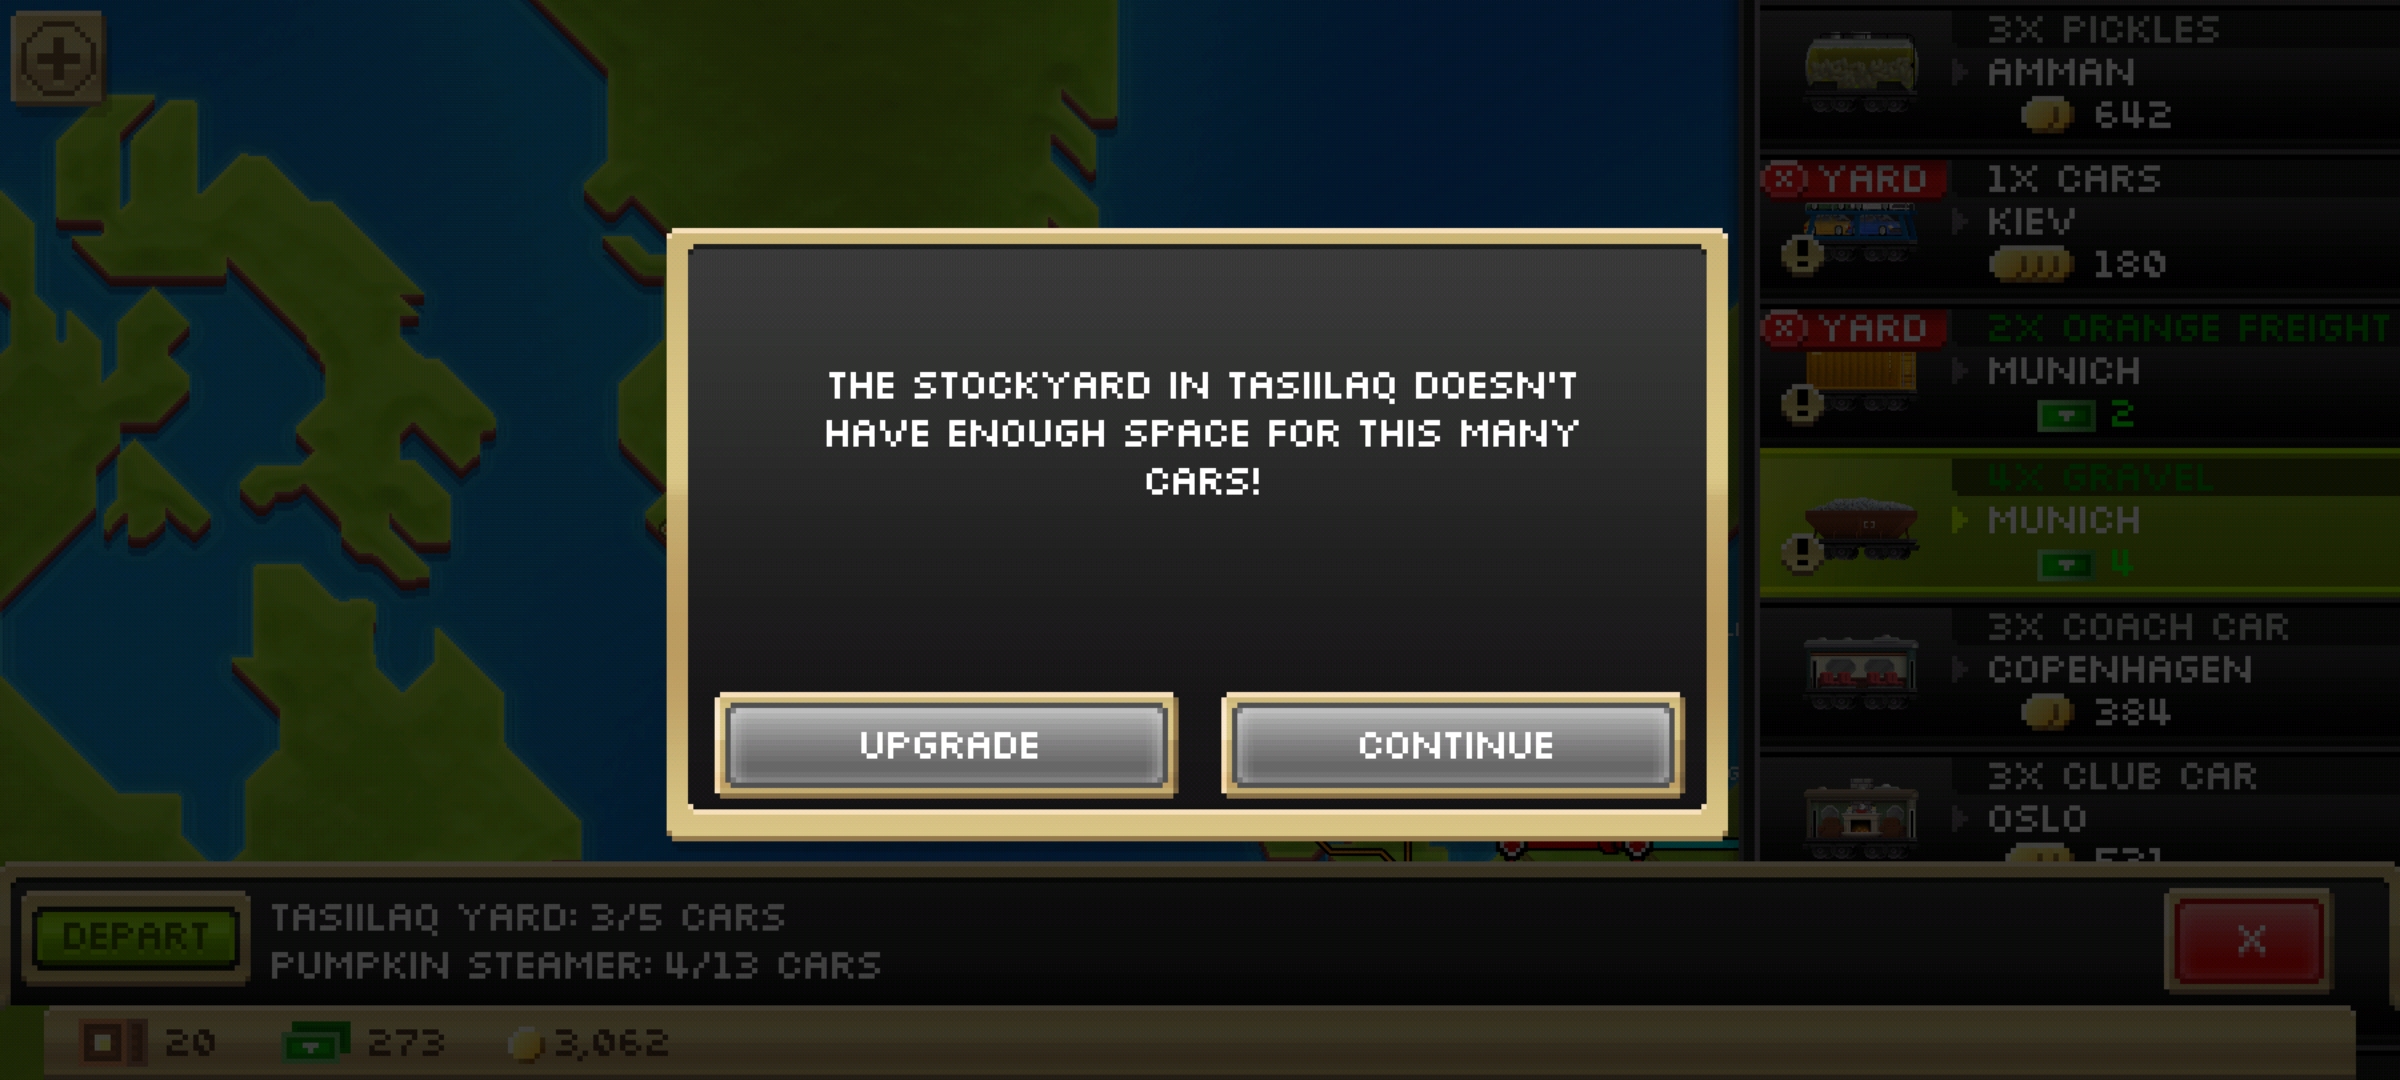 3X PICKLES
AMMAN
642
YARD
1X CARS
KIEV
180
YARD
2X ORANGE FREIGHT
MUNICH
2
4X GRAVEL
MUNICH
4
3X COACH CAR
COPENHAGEN
384
3X CLUB CAR
OSLO
THE STOCKYARD IN TASIILAQ DOESN'T
HAVE ENOUGH SPACE FOR THIS MANY
CARS!
UPGRADE
CONTINUE
DEPART
TASIILAQ YARD: 3/5 CARS
PUMPKIN STEAMER: 4/13 CARS
X
20
273
3,062